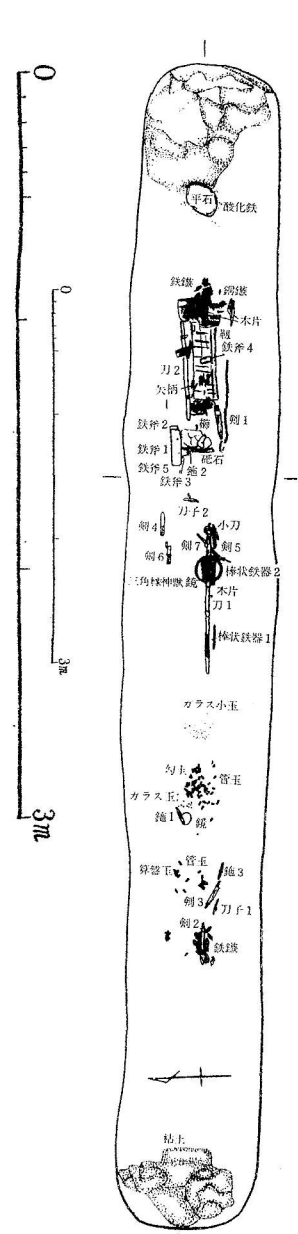 0
平石
酸化鉄
0
鉄鏃
銅鏃
木片
靱
鉄斧4
刀2
矢柄
剣1
鉄斧2
櫛
鉄斧1
砥石
鉄斧5
鉇2
鉄斧3
刀子2
剣4
小刀
剣7
剣5
剣6
棒状鉄器2
三角椽神獣鏡
木片
刀1
棒状鉄器1
3m
ガラス小玉
勾玉
管玉
ガラス玉
鉇1
鏡
3m
管玉
算盤玉
鉇3
剣3
刀子1
剣2
鉄鏃
粘土